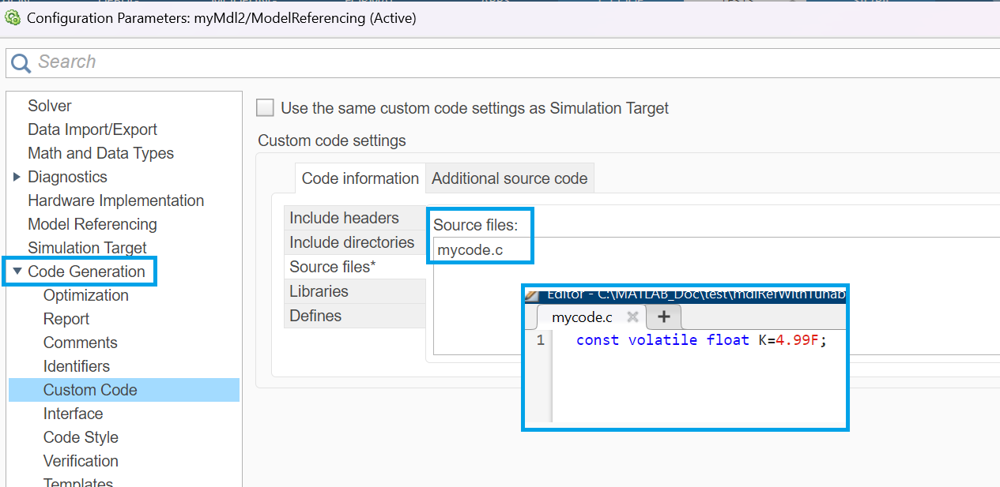 Configuration Parameters: myMdl2/ModelReferencing (Active)
Search
Solver
Data Import/Export
Math and Data Types
Diagnostics
Hardware Implementation
Model Referencing
Simulation Target
Code Generation
Optimization
Report
Comments
Identifiers
Custom Code
Interface
Code Style
Verification
Templates
Use the same custom code settings as Simulation Target
Custom code settings
Code information
Additional source code
Include headers
Include directories
Source files*
Libraries
Defines
Source files:
mycode.c
Editor - C:\MATLAB_Doc\test\mdlRefWithTunab
mycode.c
1 const volatile float K=4.99F;